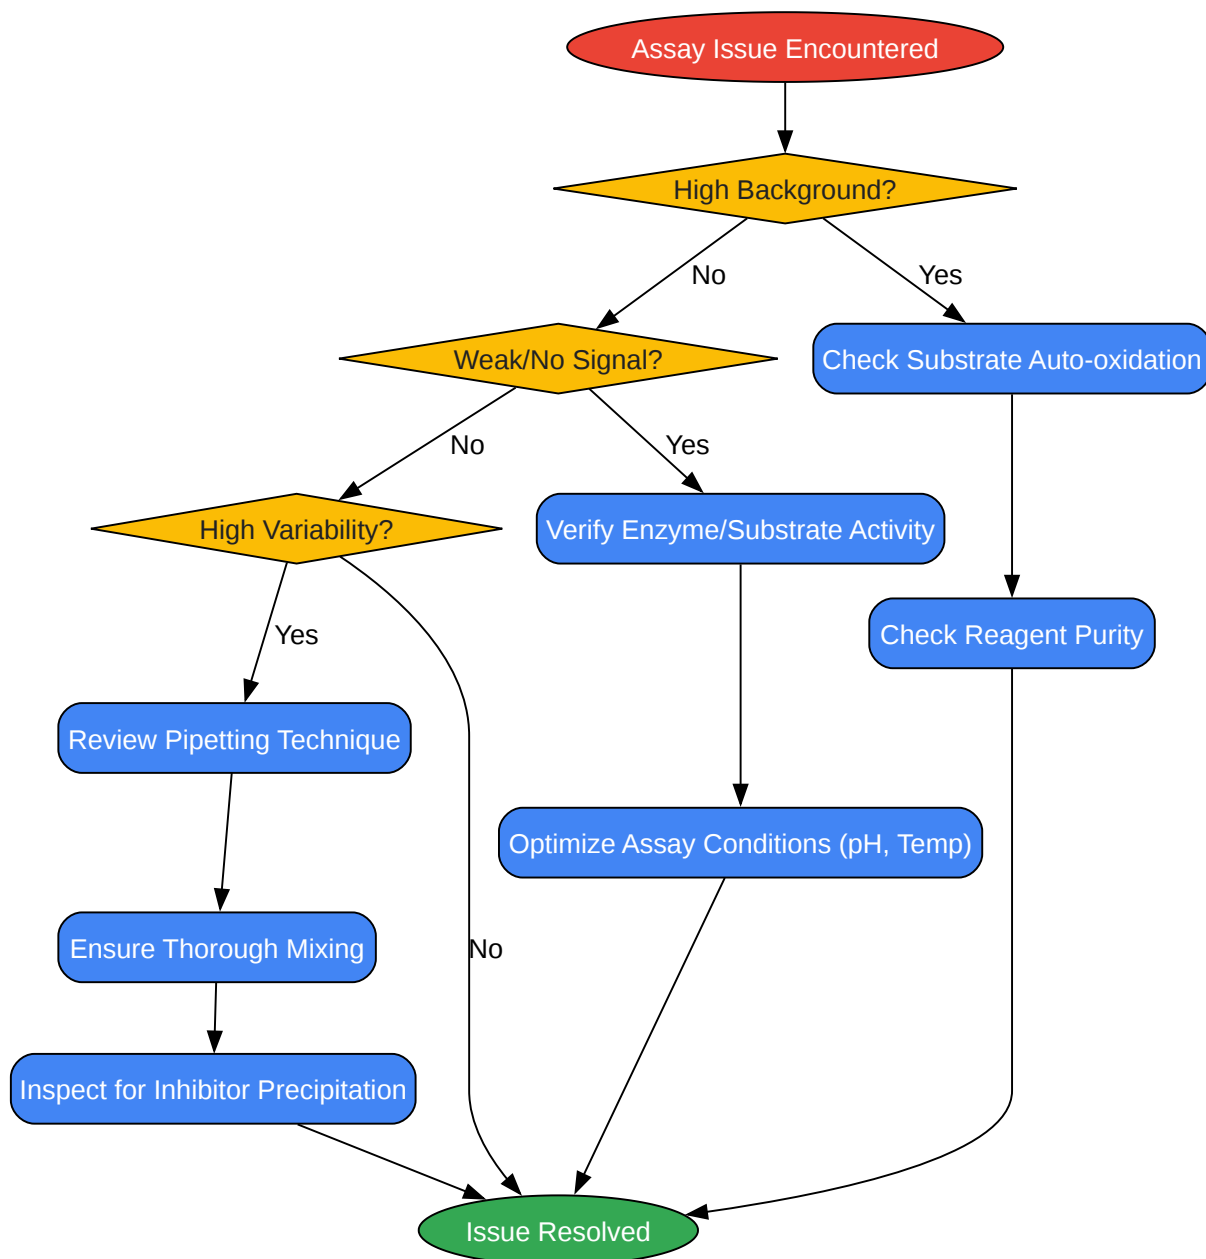 Assay Issue Encountered
High Background?
No
Yes
Weak/No Signal?
Check Substrate Auto-oxidation
No
Yes
High Variability?
Verify Enzyme/Substrate Activity
Yes
Check Reagent Purity
Review Pipetting Technique
Optimize Assay Conditions (pH, Temp)
Ensure Thorough Mixing
No
Inspect for Inhibitor Precipitation
Issue Resolved